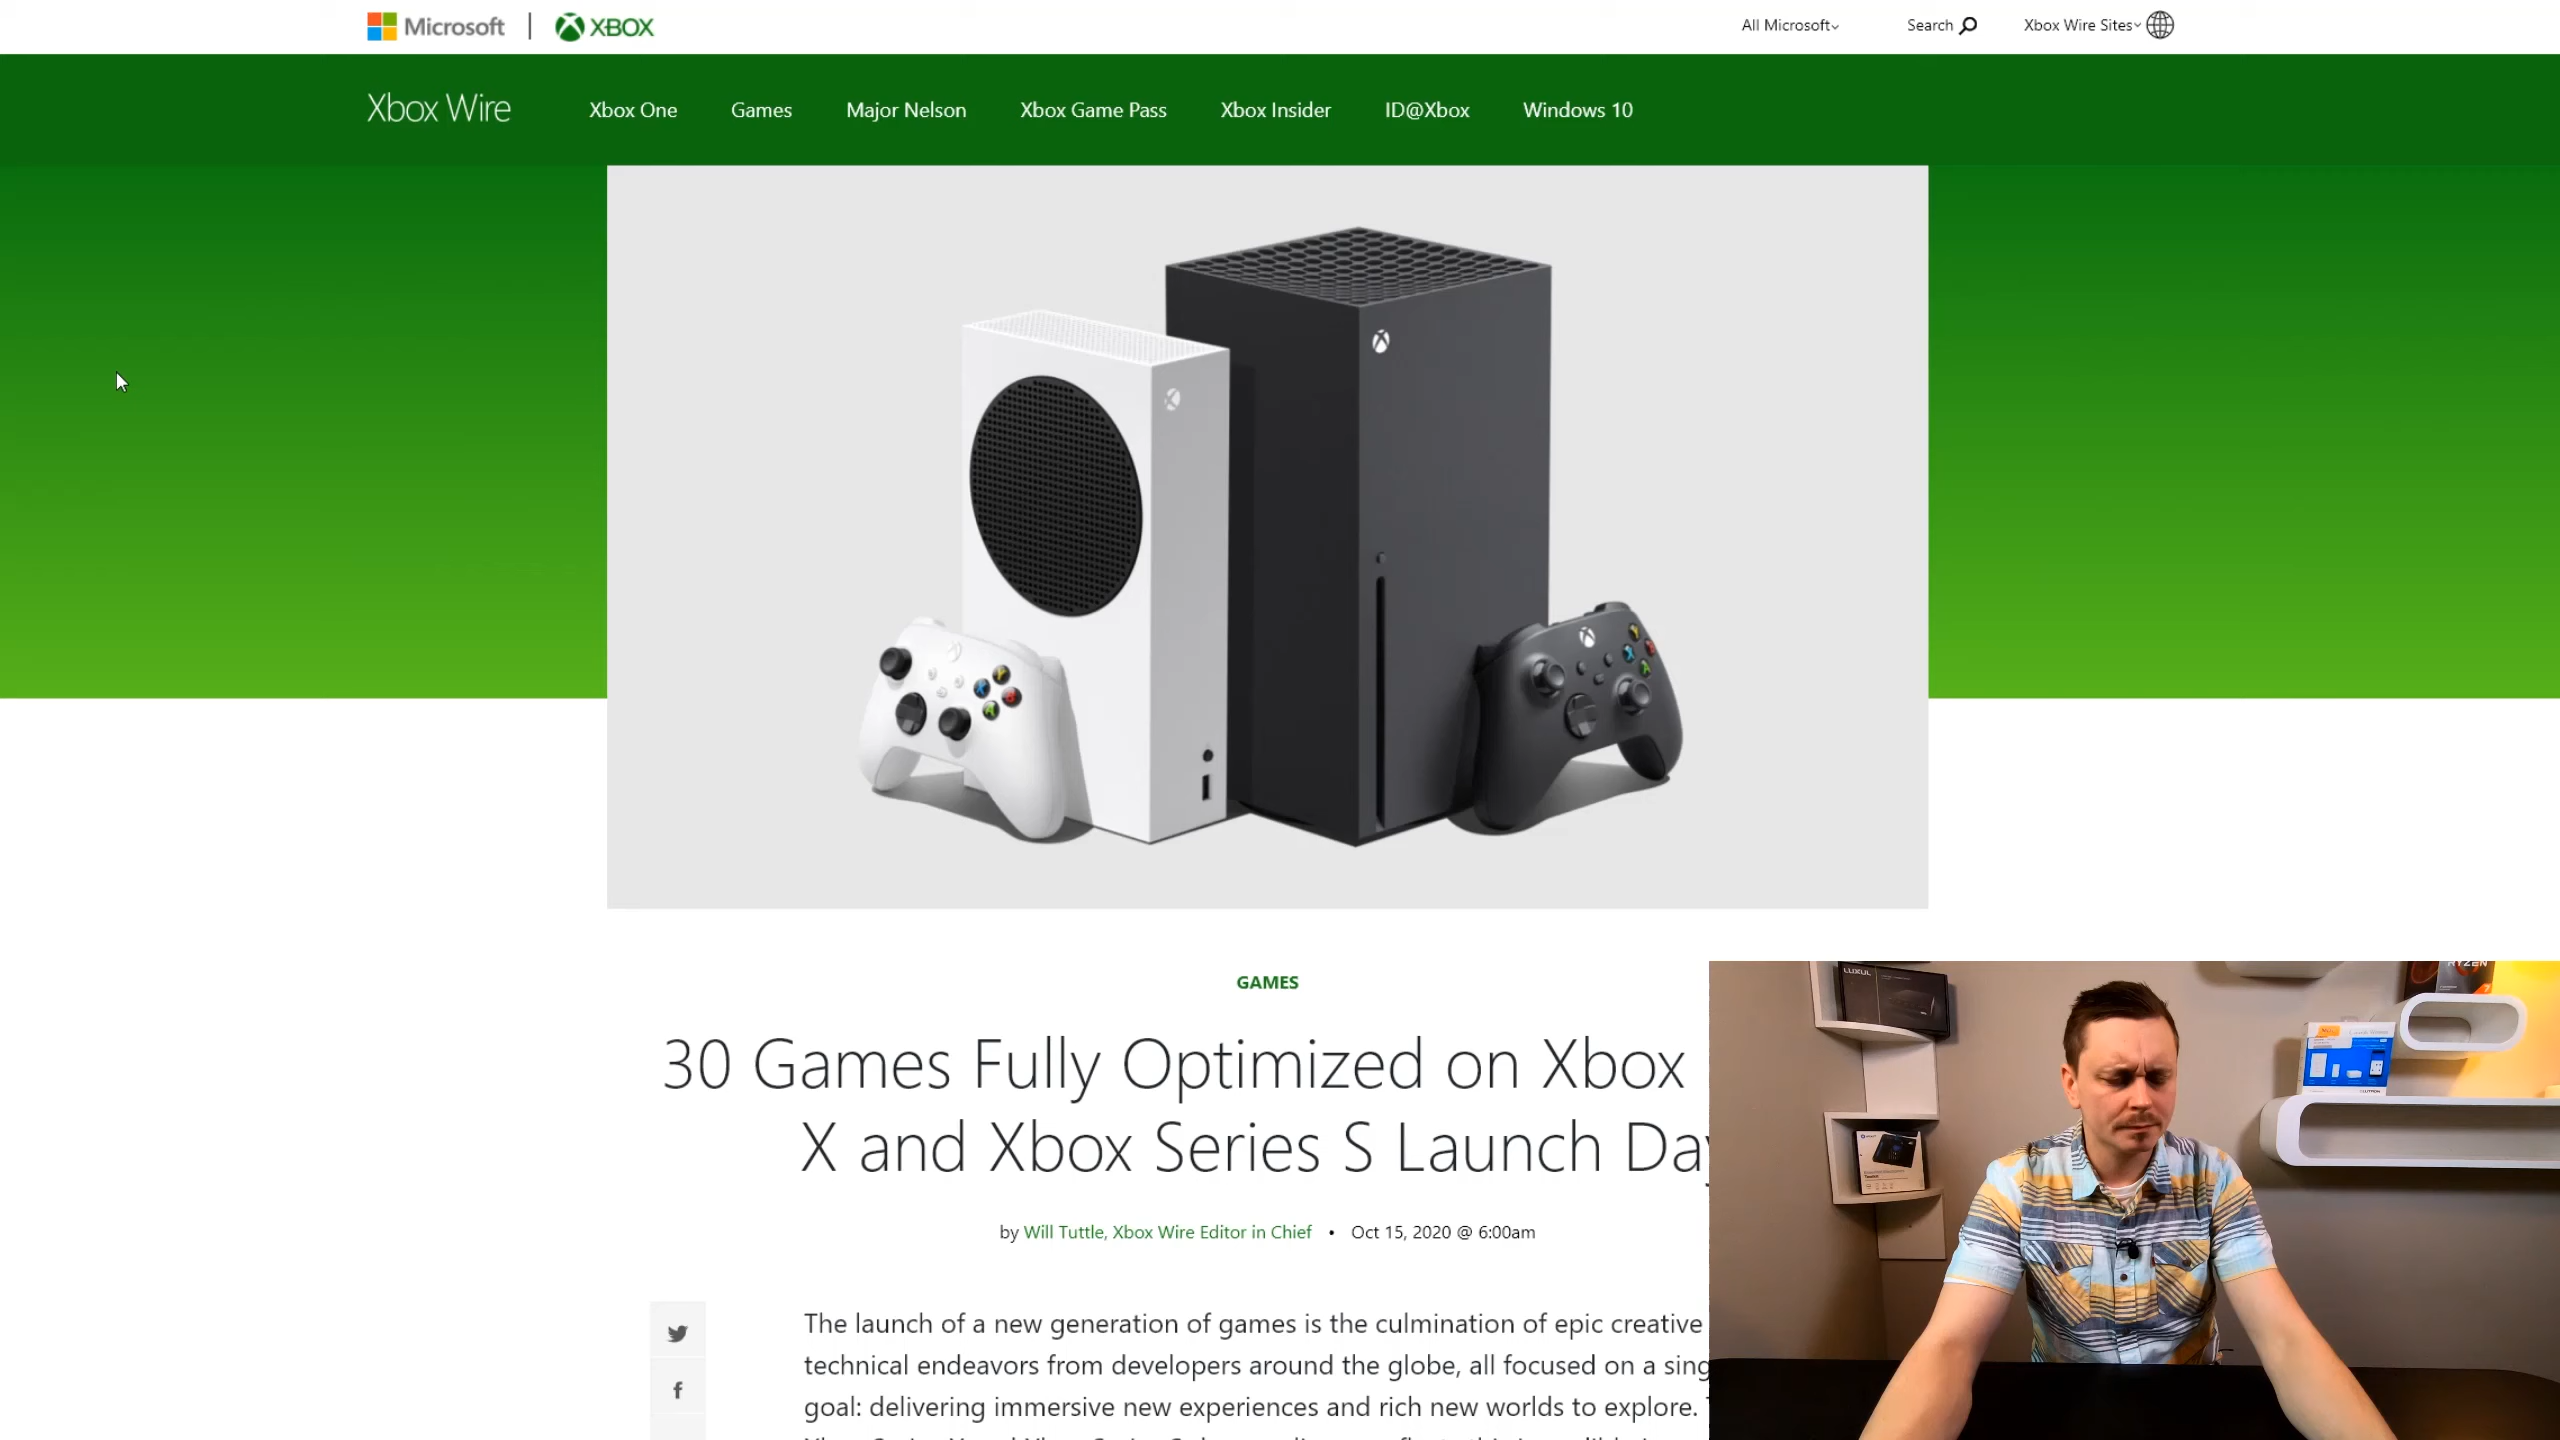 Microsoft | XBOX
All Microsoft
Search
Xbox Wire Sites
Xbox Wire
Xbox One
Games
Major Nelson
Xbox Game Pass
Xbox Insider
ID@Xbox
Windows 10
Y
X
B
A
Y
X
B
A
GAMES
30 Games Fully Optimized on Xbox
X and Xbox Series S Launch Day
by Will Tuttle, Xbox Wire Editor in Chief • Oct 15, 2020 @ 6:00am
The launch of a new generation of games is the culmination of epic creative
technical endeavors from developers around the globe, all focused on a sing
goal: delivering immersive new experiences and rich new worlds to explore.
LUXUL
RYZEN
LUTRON